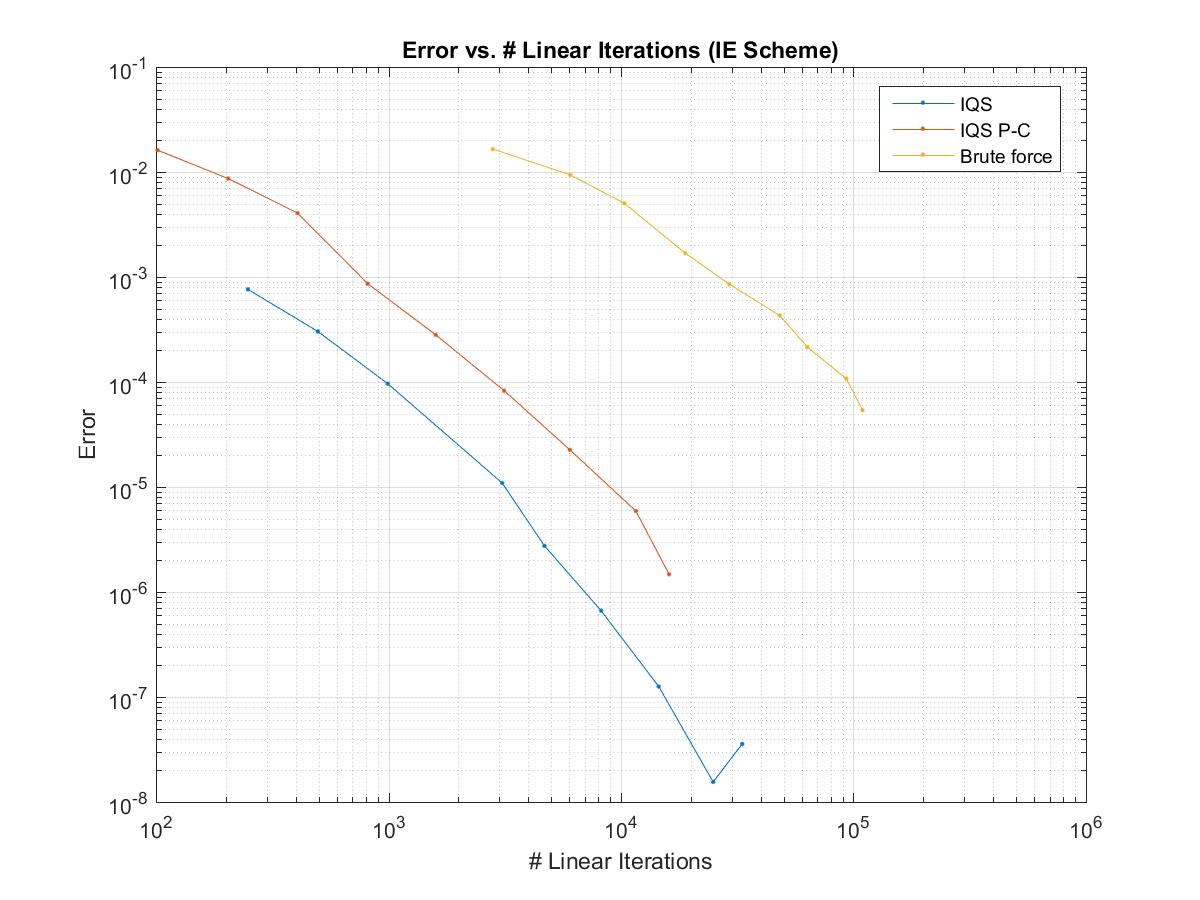 Error vs. # Linear Iterations (IE Scheme)
IQS
IQS P-C
Brute force
Error
10^-1
10^-2
10^-3
10^-4
10^-5
10^-6
10^-7
10^-8
10^2
10^3
10^4
10^5
10^6
# Linear Iterations